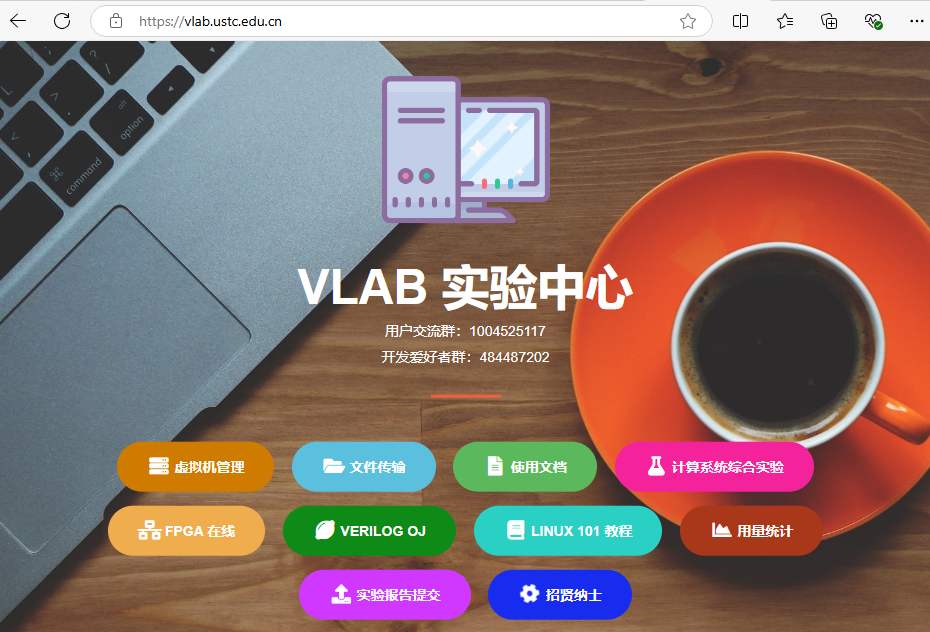 https://vlab.ustc.edu.cn
alt
option
command
VLAB 实验中心
用户交流群：1004525117
开发爱好者群：484487202
虚拟机管理 文件传输 使用文档 计算系统综合实验
FPGA 在线 VERILOG OJ LINUX 101 教程 用量统计
实验报告提交 招贤纳士